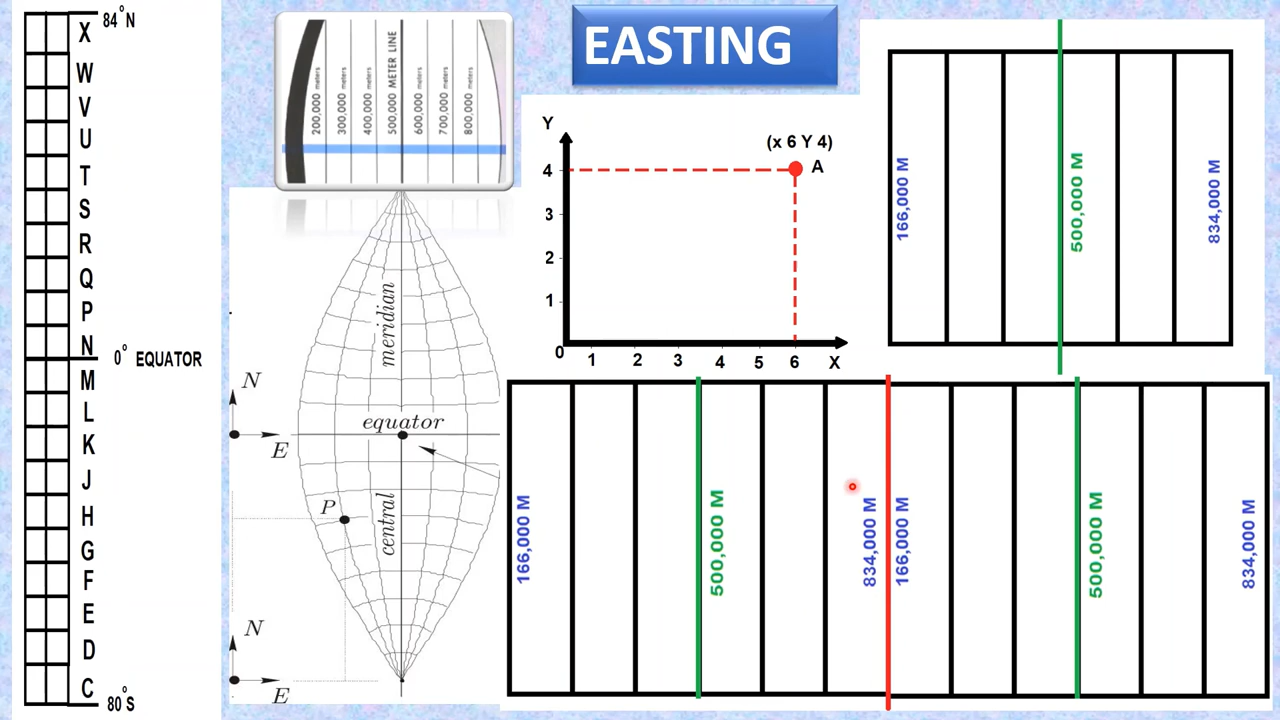 84°N
X
W
V
U
T
S
R
Q
P
N
0° EQUATOR
M
L
K
J
H
G
F
E
D
C
80°S
200,000 meters
300,000 meters
400,000 meters
500,000 METER LINE
600,000 meters
700,000 meters
800,000 meters
meridian
equator
central
N
E
P
N
E
EASTING
Y
(x 6 Y 4)
A
4
3
2
1
0
1
2
3
4
5
6
X
166,000 M
500,000 M
834,000 M
166,000 M
500,000 M
834,000 M
166,000 M
500,000 M
834,000 M